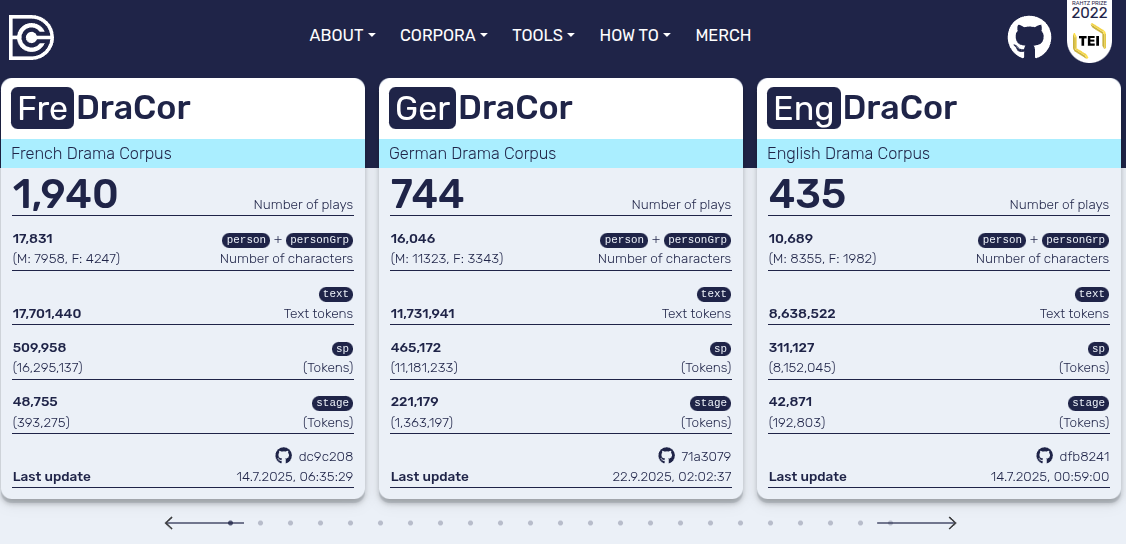 ABOUT CORPORA TOOLS HOW TO MERCH
RAHTZ PRIZE
2022
TEI
Fre DraCor
French Drama Corpus
1,940 Number of plays
17,831 person + personGrp
(M: 7958, F: 4247) Number of characters
text
17,701,440 Text tokens
509,958 sp
(16,295,137) (Tokens)
48,755 stage
(393,275) (Tokens)
dc9c208
Last update 14.7.2025, 06:35:29
Ger DraCor
German Drama Corpus
744 Number of plays
16,046 person + personGrp
(M: 11323, F: 3343) Number of characters
text
11,731,941 Text tokens
465,172 sp
(11,181,233) (Tokens)
221,179 stage
(1,363,197) (Tokens)
71a3079
Last update 22.9.2025, 02:02:37
Eng DraCor
English Drama Corpus
435 Number of plays
10,689 person + personGrp
(M: 8355, F: 1982) Number of characters
text
8,638,522 Text tokens
311,127 sp
(8,152,045) (Tokens)
42,871 stage
(192,803) (Tokens)
dfb8241
Last update 14.7.2025, 00:59:00